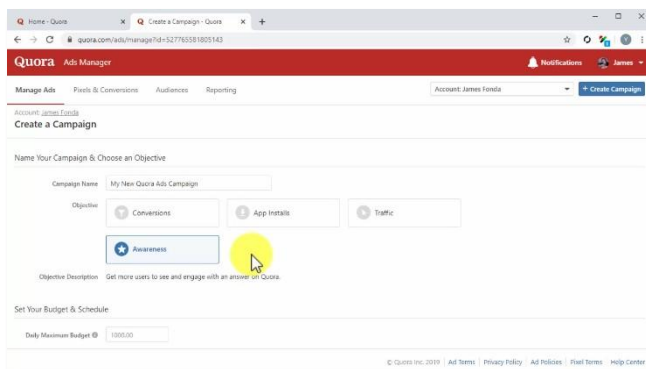 Home - Quora
Create a Campaign - Quora
quora.com/ads/manage?id=527765581805143
Quora Ads Manager
Notifications
James
Manage Ads Pixels & Conversions Audiences Reporting
Account: James Fonda
+ Create Campaign
Account: James Fonda
Create a Campaign
Name Your Campaign & Choose an Objective
Campaign Name My New Quora Ads Campaign
Objective Conversions App Installs Traffic
Awareness
Objective Description Get more users to see and engage with an answer on Quora.
Set Your Budget & Schedule
Daily Maximum Budget 1000.00
© Quora Inc. 2019 Ad Terms Privacy Policy Ad Policies Pixel Terms Help Center